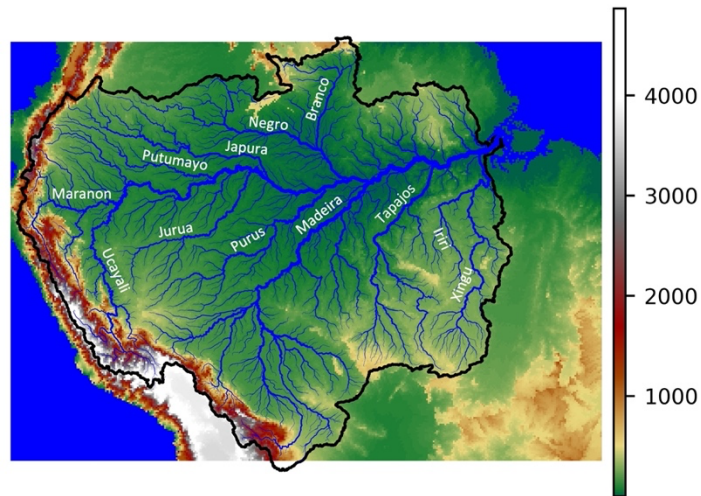 Branco
Negro
Japura
Putumayo
Maranon
Jurua
Purus
Madeira
Tapajos
Iriri
Xingu
Ucayali
4000
3000
2000
1000